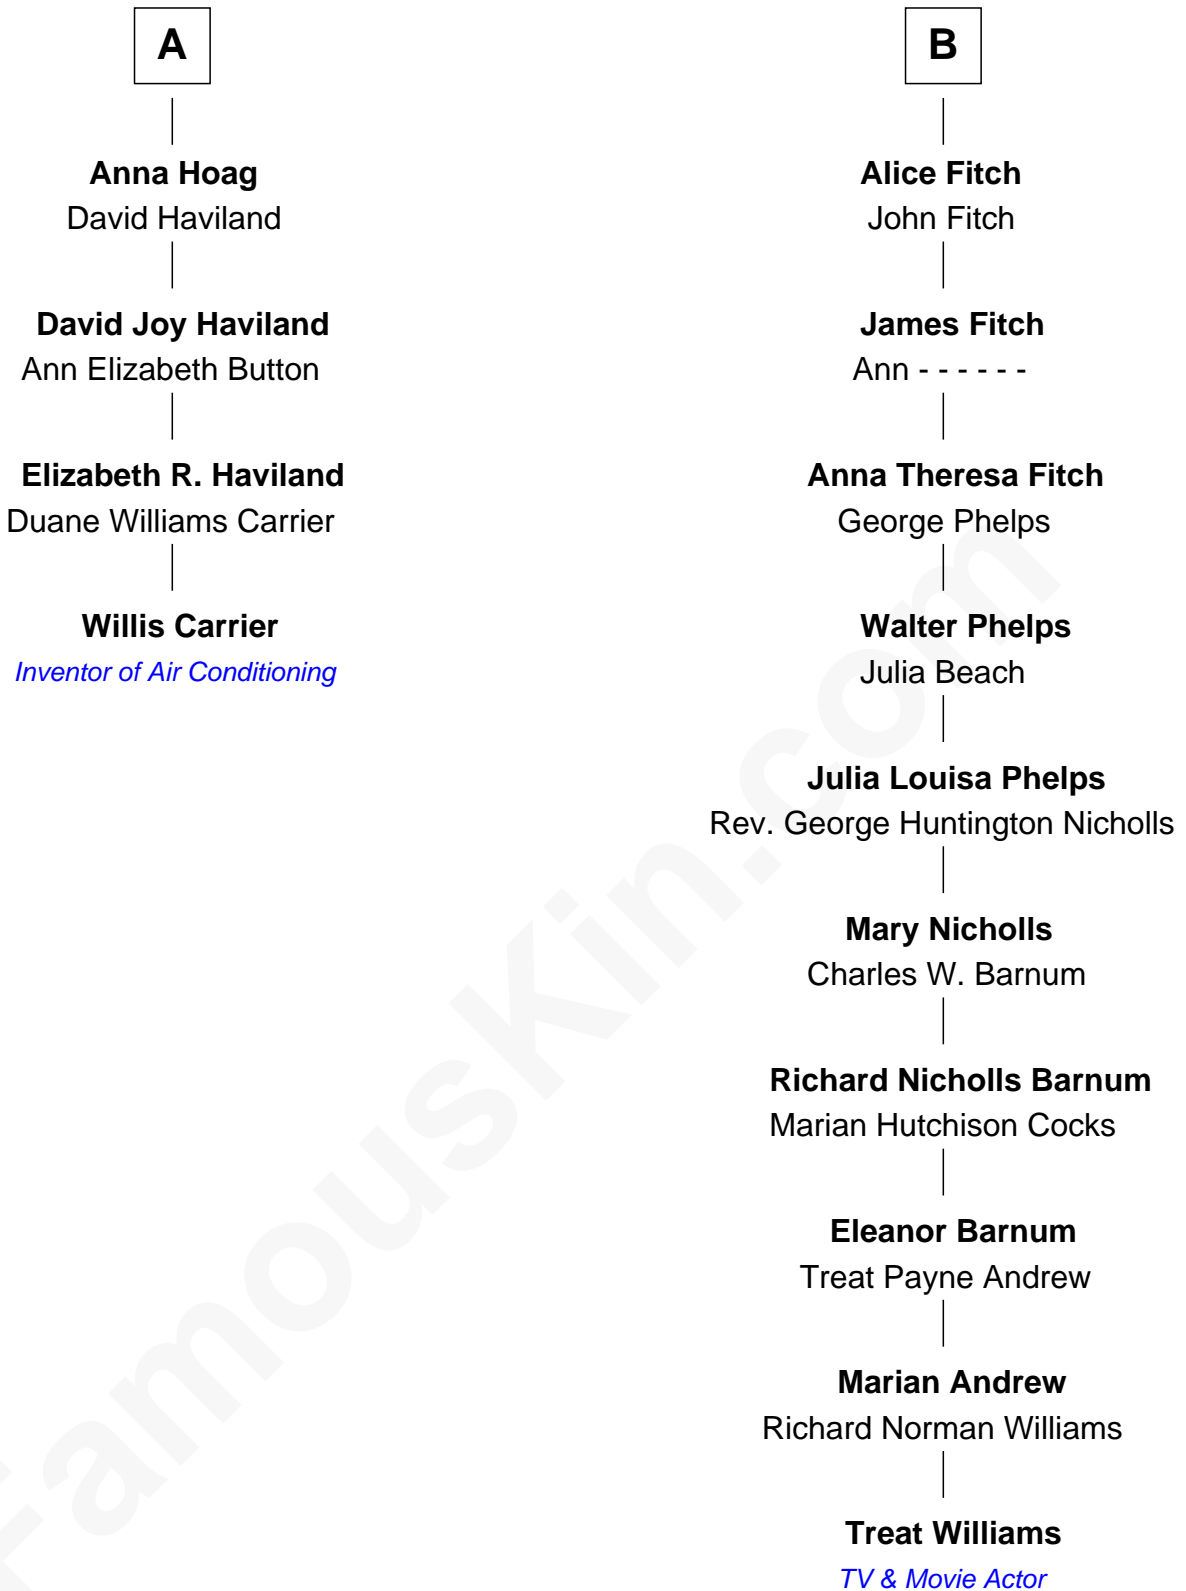 A
Anna Hoag
David Haviland
David Joy Haviland
Ann Elizabeth Button
Elizabeth R. Haviland
Duane Williams Carrier
Willis Carrier
Inventor of Air Conditioning
B
Alice Fitch
John Fitch
James Fitch
Ann - - - - - -
Anna Theresa Fitch
George Phelps
Walter Phelps
Julia Beach
Julia Louisa Phelps
Rev. George Huntington Nicholls
Mary Nicholls
Charles W. Barnum
Richard Nicholls Barnum
Marian Hutchison Cocks
Eleanor Barnum
Treat Payne Andrew
Marian Andrew
Richard Norman Williams
Treat Williams
TV & Movie Actor
FamousKin.com